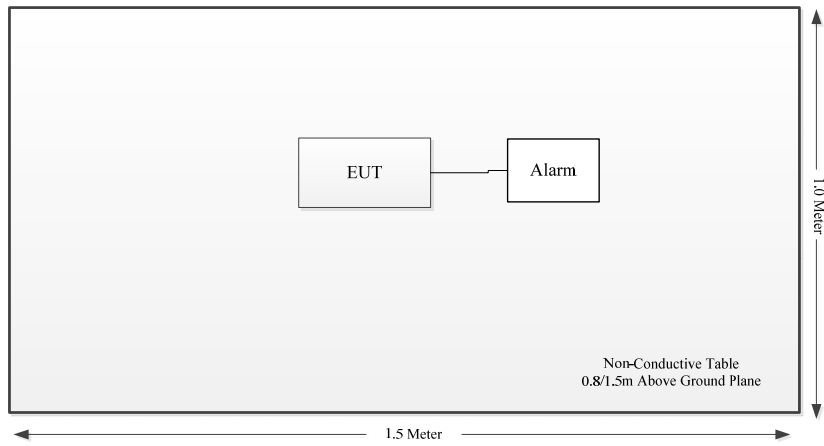 EUT
Alarm
1.0 Meter
Non-Conductive Table
0.8/1.5m Above Ground Plane
1.5 Meter